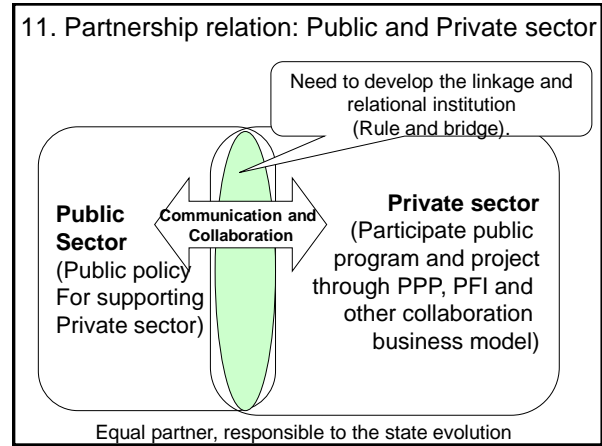 11. Partnership relation: Public and Private sector
Need to develop the linkage and
relational institution
(Rule and bridge).
Public
Sector
(Public policy
For supporting
Private sector)
Communication and
Collaboration
Private sector
(Participate public
program and project
through PPP, PFI and
other collaboration
business model)
Equal partner, responsible to the state evolution